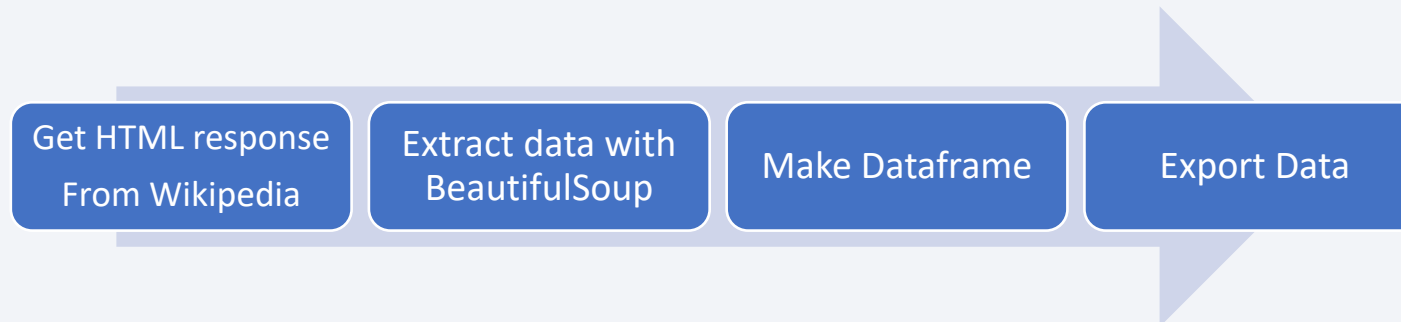 Get HTML response
From Wikipedia
Extract data with
BeautifulSoup
Make Dataframe
Export Data